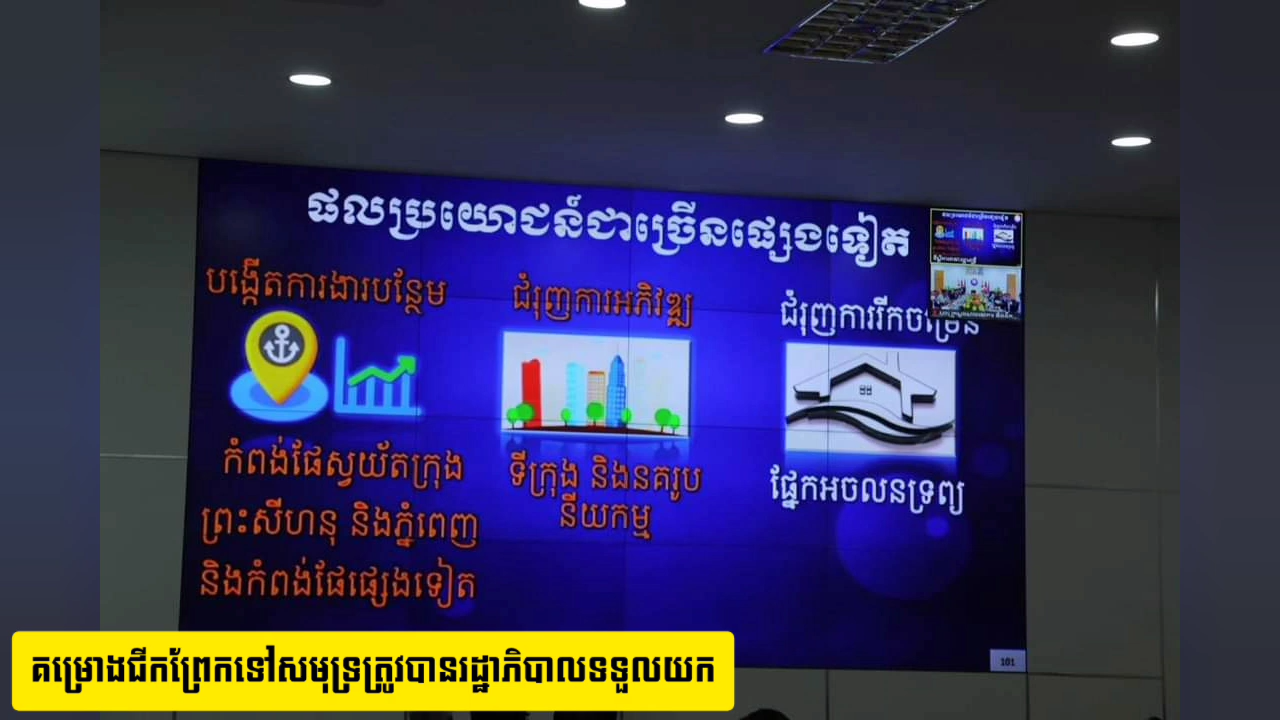 ផលប្រយោជន៍ជាច្រើនផ្សេងទៀត
បង្កើតការងារបន្ថែម
ជំរុញការអភិវឌ្ឍ
ជំរុញការរីកចម្រើន
កំពង់ផែស្វយ័តក្រុង
ព្រះសីហនុ និងភ្នំពេញ
និងកំពង់ផែផ្សេងទៀត
ទីក្រុង និងនគរូប
នីយកម្ម
ផ្នែកអចលនទ្រព្យ
101
គម្រោងជីកព្រែកទៅសមុទ្រត្រូវបានរដ្ឋាភិបាលទទួលយក